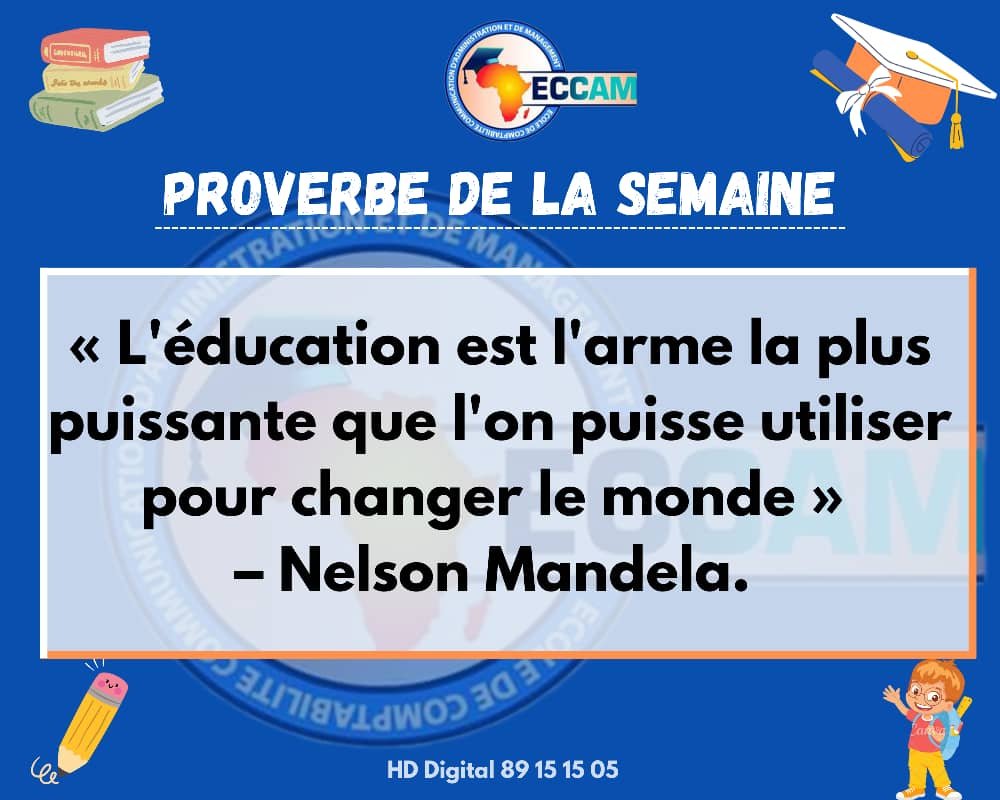 ECOLE DE COMPTABILITE COMMUNICATION D'ADMINISTRATION ET DE MANAGEMENT
ECCAM
PROVERBE DE LA SEMAINE
« L'éducation est l'arme la plus
puissante que l'on puisse utiliser
pour changer le monde »
– Nelson Mandela.
HD Digital 89 15 15 05
Canva